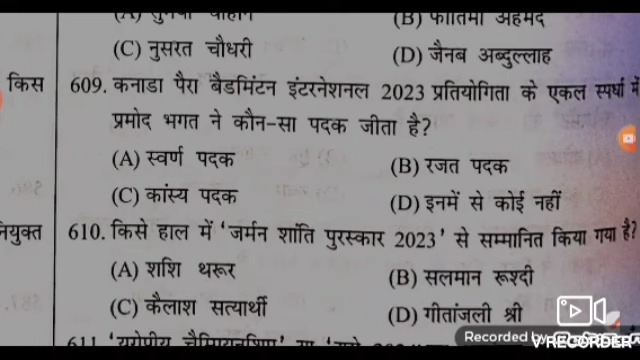 (B) फातिमा अहमद
(C) नुसरत चौधरी (D) जैनब अब्दुल्लाह
किस 609. कनाडा पैरा बैडमिंटन इंटरनेशनल 2023 प्रतियोगिता के एकल स्पर्धा में
प्रमोद भगत ने कौन-सा पदक जीता है?
(A) स्वर्ण पदक (B) रजत पदक
(C) कांस्य पदक (D) इनमें से कोई नहीं
नियुक्त 610. किसे हाल में 'जर्मन शांति पुरस्कार 2023' से सम्मानित किया गया है?
(A) शशि थरूर (B) सलमान रूश्दी
(C) कैलाश सत्यार्थी (D) गीतांजली श्री
Recorded by
V RECORDER